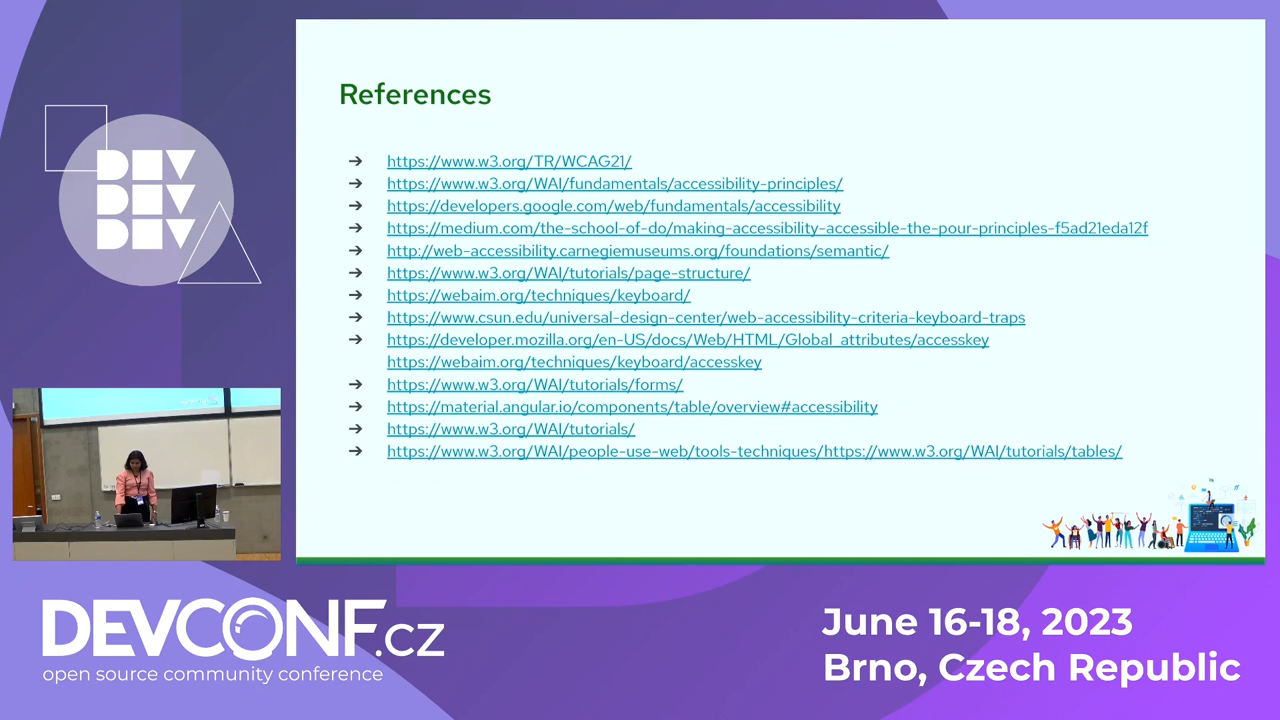 References
➔ https://www.w3.org/TR/WCAG21/
➔ https://www.w3.org/WAI/fundamentals/accessibility-principles/
➔ https://developers.google.com/web/fundamentals/accessibility
➔ https://medium.com/the-school-of-do/making-accessibility-accessible-the-pour-principles-f5ad21eda12f
➔ http://web-accessibility.carnegiemuseums.org/foundations/semantic/
➔ https://www.w3.org/WAI/tutorials/page-structure/
➔ https://webaim.org/techniques/keyboard/
➔ https://www.csun.edu/universal-design-center/web-accessibility-criteria-keyboard-traps
➔ https://developer.mozilla.org/en-US/docs/Web/HTML/Global_attributes/accesskey
https://webaim.org/techniques/keyboard/accesskey
➔ https://www.w3.org/WAI/tutorials/forms/
➔ https://material.angular.io/components/table/overview#accessibility
➔ https://www.w3.org/WAI/tutorials/
➔ https://www.w3.org/WAI/people-use-web/tools-techniques/https://www.w3.org/WAI/tutorials/tables/
DEV
DEV
DEV
DEVCONF.CZ
open source community conference
June 16-18, 2023
Brno, Czech Republic